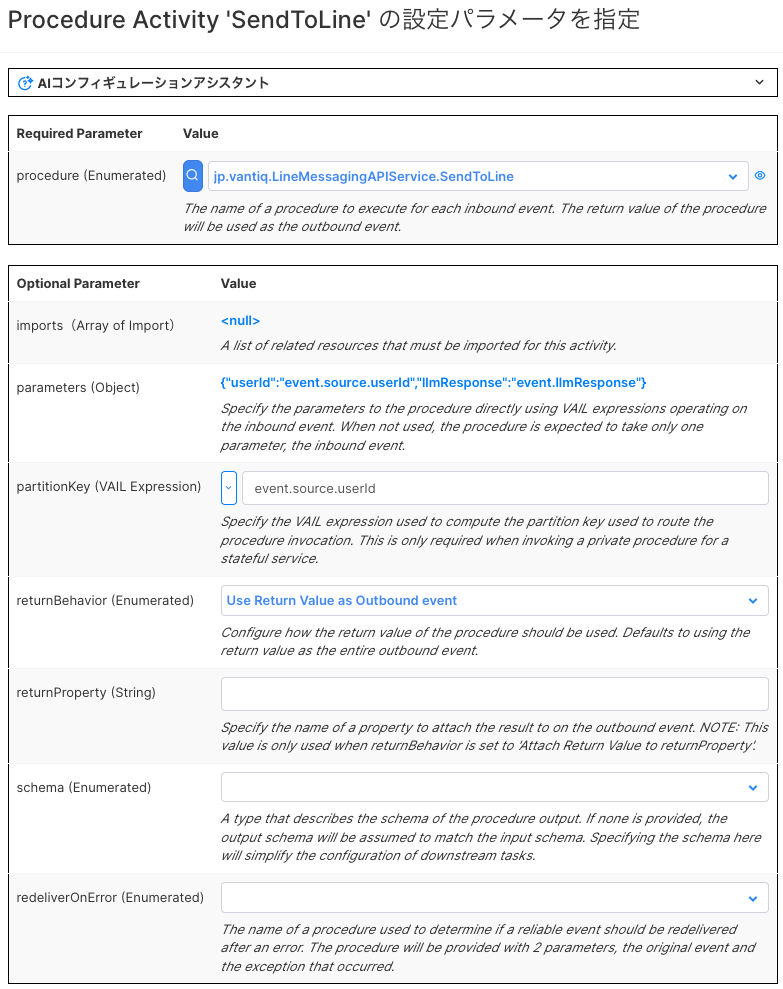 Procedure Activity 'SendToLine' の設定パラメータを指定
AIコンフィギュレーションアシスタント
Required Parameter Value
procedure (Enumerated) jp.vantiq.LineMessagingAPIService.SendToLine
The name of a procedure to execute for each inbound event. The return value of the procedure
will be used as the outbound event.
Optional Parameter Value
imports（Array of Import） <null>
A list of related resources that must be imported for this activity.
parameters (Object) {"userId":"event.source.userId","llmResponse":"event.llmResponse"}
Specify the parameters to the procedure directly using VAIL expressions operating on
the inbound event. When not used, the procedure is expected to take only one
parameter, the inbound event.
partitionKey (VAIL Expression) event.source.userId
Specify the VAIL expression used to compute the partition key used to route the
procedure invocation. This is only required when invoking a private procedure for a
stateful service.
returnBehavior (Enumerated) Use Return Value as Outbound event
Configure how the return value of the procedure should be used. Defaults to using the
return value as the entire outbound event.
returnProperty (String)
Specify the name of a property to attach the result to on the outbound event. NOTE: This
value is only used when returnBehavior is set to 'Attach Return Value to returnProperty'.
schema (Enumerated)
A type that describes the schema of the procedure output. If none is provided, the
output schema will be assumed to match the input schema. Specifying the schema here
will simplify the configuration of downstream tasks.
redeliverOnError (Enumerated)
The name of a procedure used to determine if a reliable event should be redelivered
after an error. The procedure will be provided with 2 parameters, the original event and
the exception that occurred.